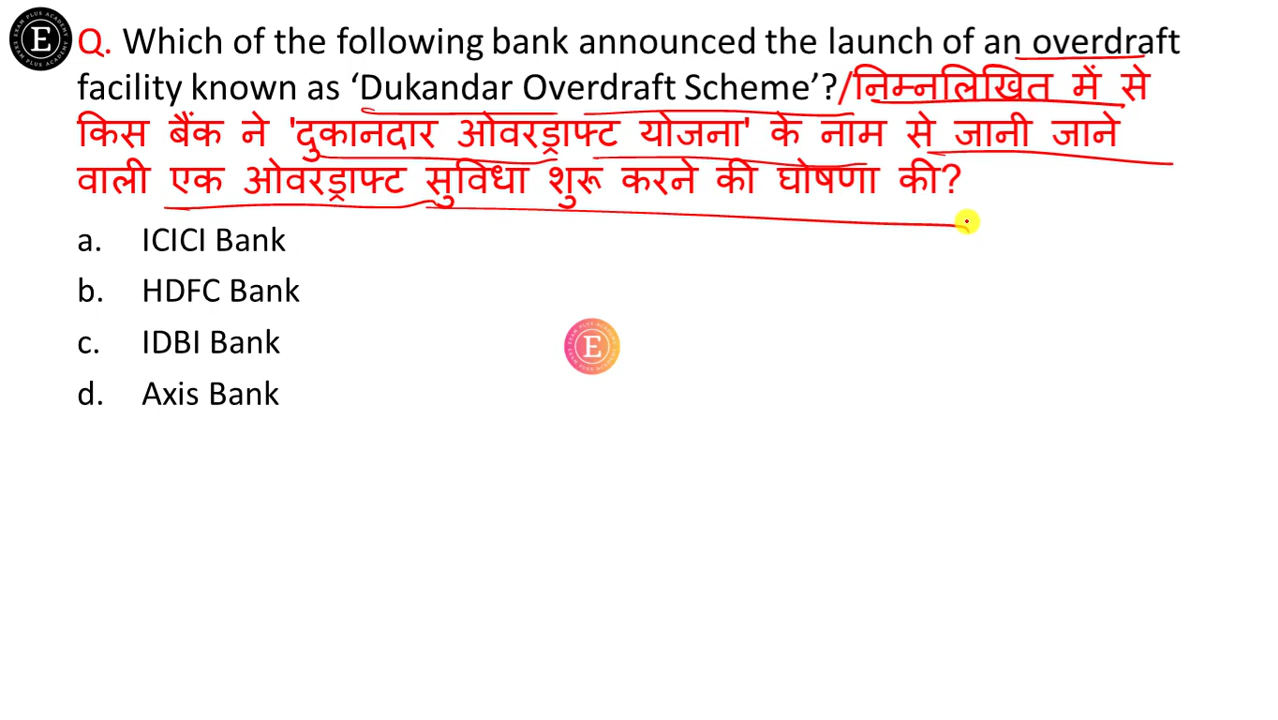 E
Q. Which of the following bank announced the launch of an overdraft
facility known as ‘Dukandar Overdraft Scheme’?/निम्नलिखित में से
किस बैंक ने 'दुकानदार ओवरड्राफ्ट योजना' के नाम से जानी जाने
वाली एक ओवरड्राफ्ट सुविधा शुरू करने की घोषणा की?
a. ICICI Bank
b. HDFC Bank
c. IDBI Bank
E
d. Axis Bank